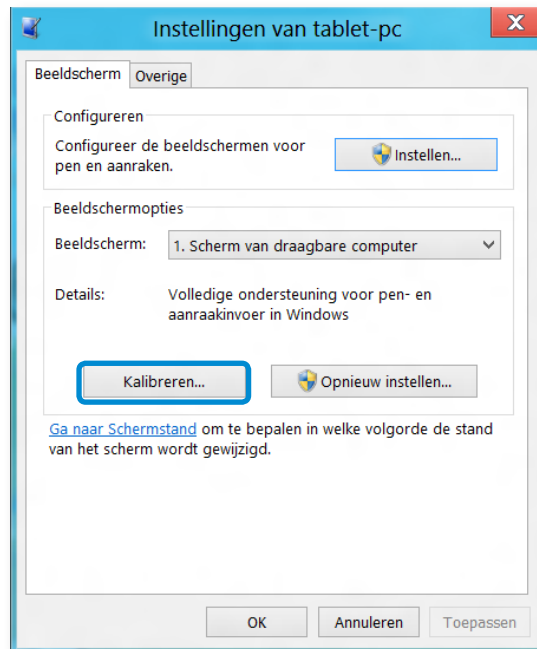 Instellingen van tablet-pc
Beeldscherm
Overige
Configureren
Configureer de beeldschermen voor
pen en aanraken.
Instellen...
Beeldschermopties
Beeldscherm:
1. Scherm van draagbare computer
Details:
Volledige ondersteuning voor pen- en
aanraakinvoer in Windows
Kalibreren...
Opnieuw instellen...
Ga naar Schermstand om te bepalen in welke volgorde de stand
van het scherm wordt gewijzigd.
OK
Annuleren
Toepassen